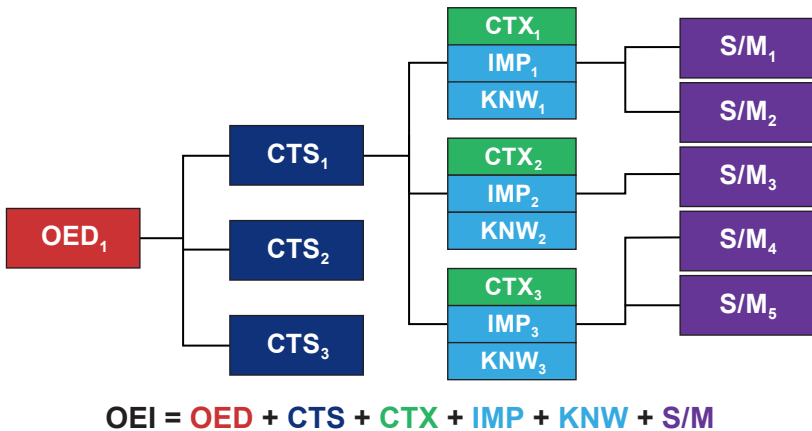 OED₁
CTS₁
CTS₂
CTS₃
CTX₁
IMP₁
KNW₁
CTX₂
IMP₂
KNW₂
CTX₃
IMP₃
KNW₃
S/M₁
S/M₂
S/M₃
S/M₄
S/M₅
OEI = OED + CTS + CTX + IMP + KNW + S/M